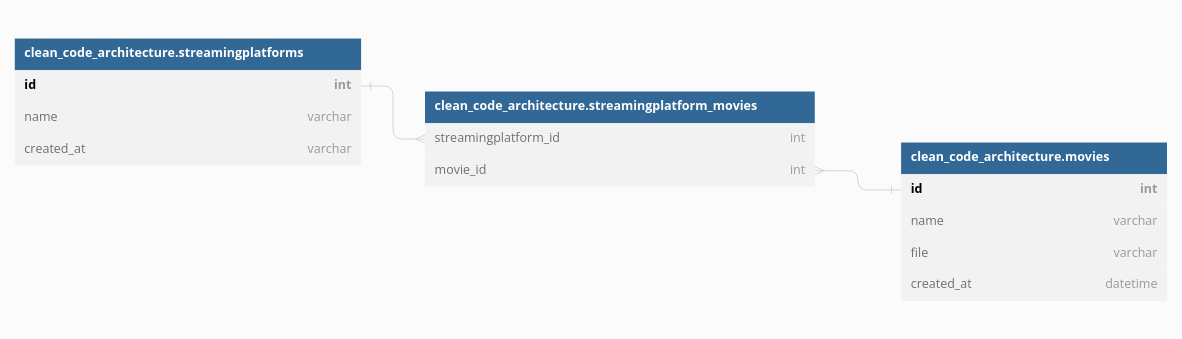 clean_code_architecture.streamingplatforms
id int
name varchar
created_at varchar
clean_code_architecture.streamingplatform_movies
streamingplatform_id int
movie_id int
clean_code_architecture.movies
id int
name varchar
file varchar
created_at datetime